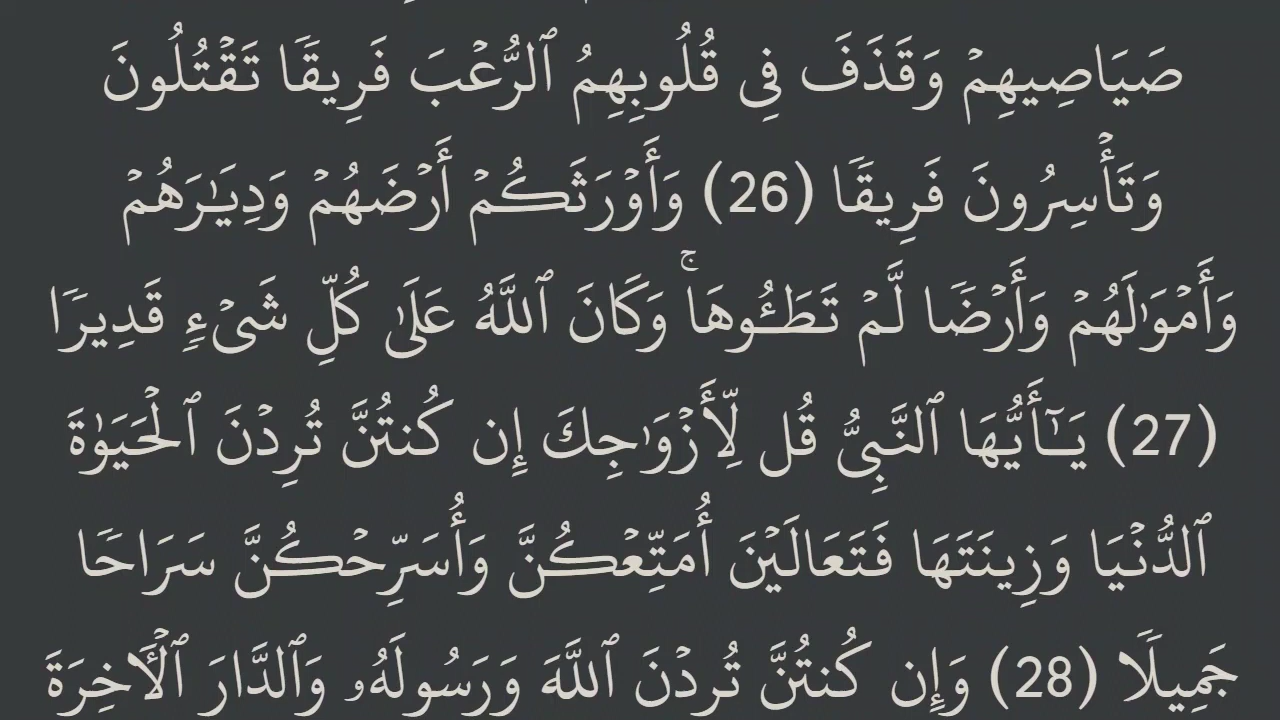 صَيَاصِيهِمۡ وَقَذَفَ فِي قُلُوبِهِمُ ٱلرُّعۡبَ فَرِيقٗا تَقۡتُلُونَ
وَتَأۡسِرُونَ فَرِيقٗا (26) وَأَوۡرَثَكُمۡ أَرۡضَهُمۡ وَدِيَٰرَهُمۡ
وَأَمۡوَٰلَهُمۡ وَأَرۡضٗا لَّمۡ تَطَـُٔوهَاۚ وَكَانَ ٱللَّهُ عَلَىٰ كُلِّ شَيۡءٖ قَدِيرٗا
(27) يَـٰٓأَيُّهَا ٱلنَّبِيُّ قُل لِّأَزۡوَٰجِكَ إِن كُنتُنَّ تُرِدۡنَ ٱلۡحَيَوٰةَ
ٱلدُّنۡيَا وَزِينَتَهَا فَتَعَالَيۡنَ أُمَتِّعۡكُنَّ وَأُسَرِّحۡكُنَّ سَرَاحٗا
جَمِيلٗا (28) وَإِن كُنتُنَّ تُرِدۡنَ ٱللَّهَ وَرَسُولَهُۥ وَٱلدَّارَ ٱلۡأٓخِرَةَ